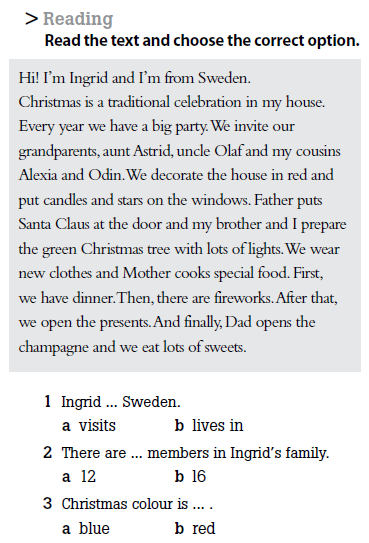 > Reading
Read the text and choose the correct option.
Hi! I'm Ingrid and I'm from Sweden.
Christmas is a traditional celebration in my house.
Every year we have a big party. We invite our
grandparents, aunt Astrid, uncle Olaf and my cousins
Alexia and Odin. We decorate the house in red and
put candles and stars on the windows. Father puts
Santa Claus at the door and my brother and I prepare
the green Christmas tree with lots of lights. We wear
new clothes and Mother cooks special food. First,
we have dinner. Then, there are fireworks. After that,
we open the presents. And finally, Dad opens the
champagne and we eat lots of sweets.
1 Ingrid ... Sweden.
a visits b lives in
2 There are ... members in Ingrid's family.
a 12 b 16
3 Christmas colour is ... .
a blue b red